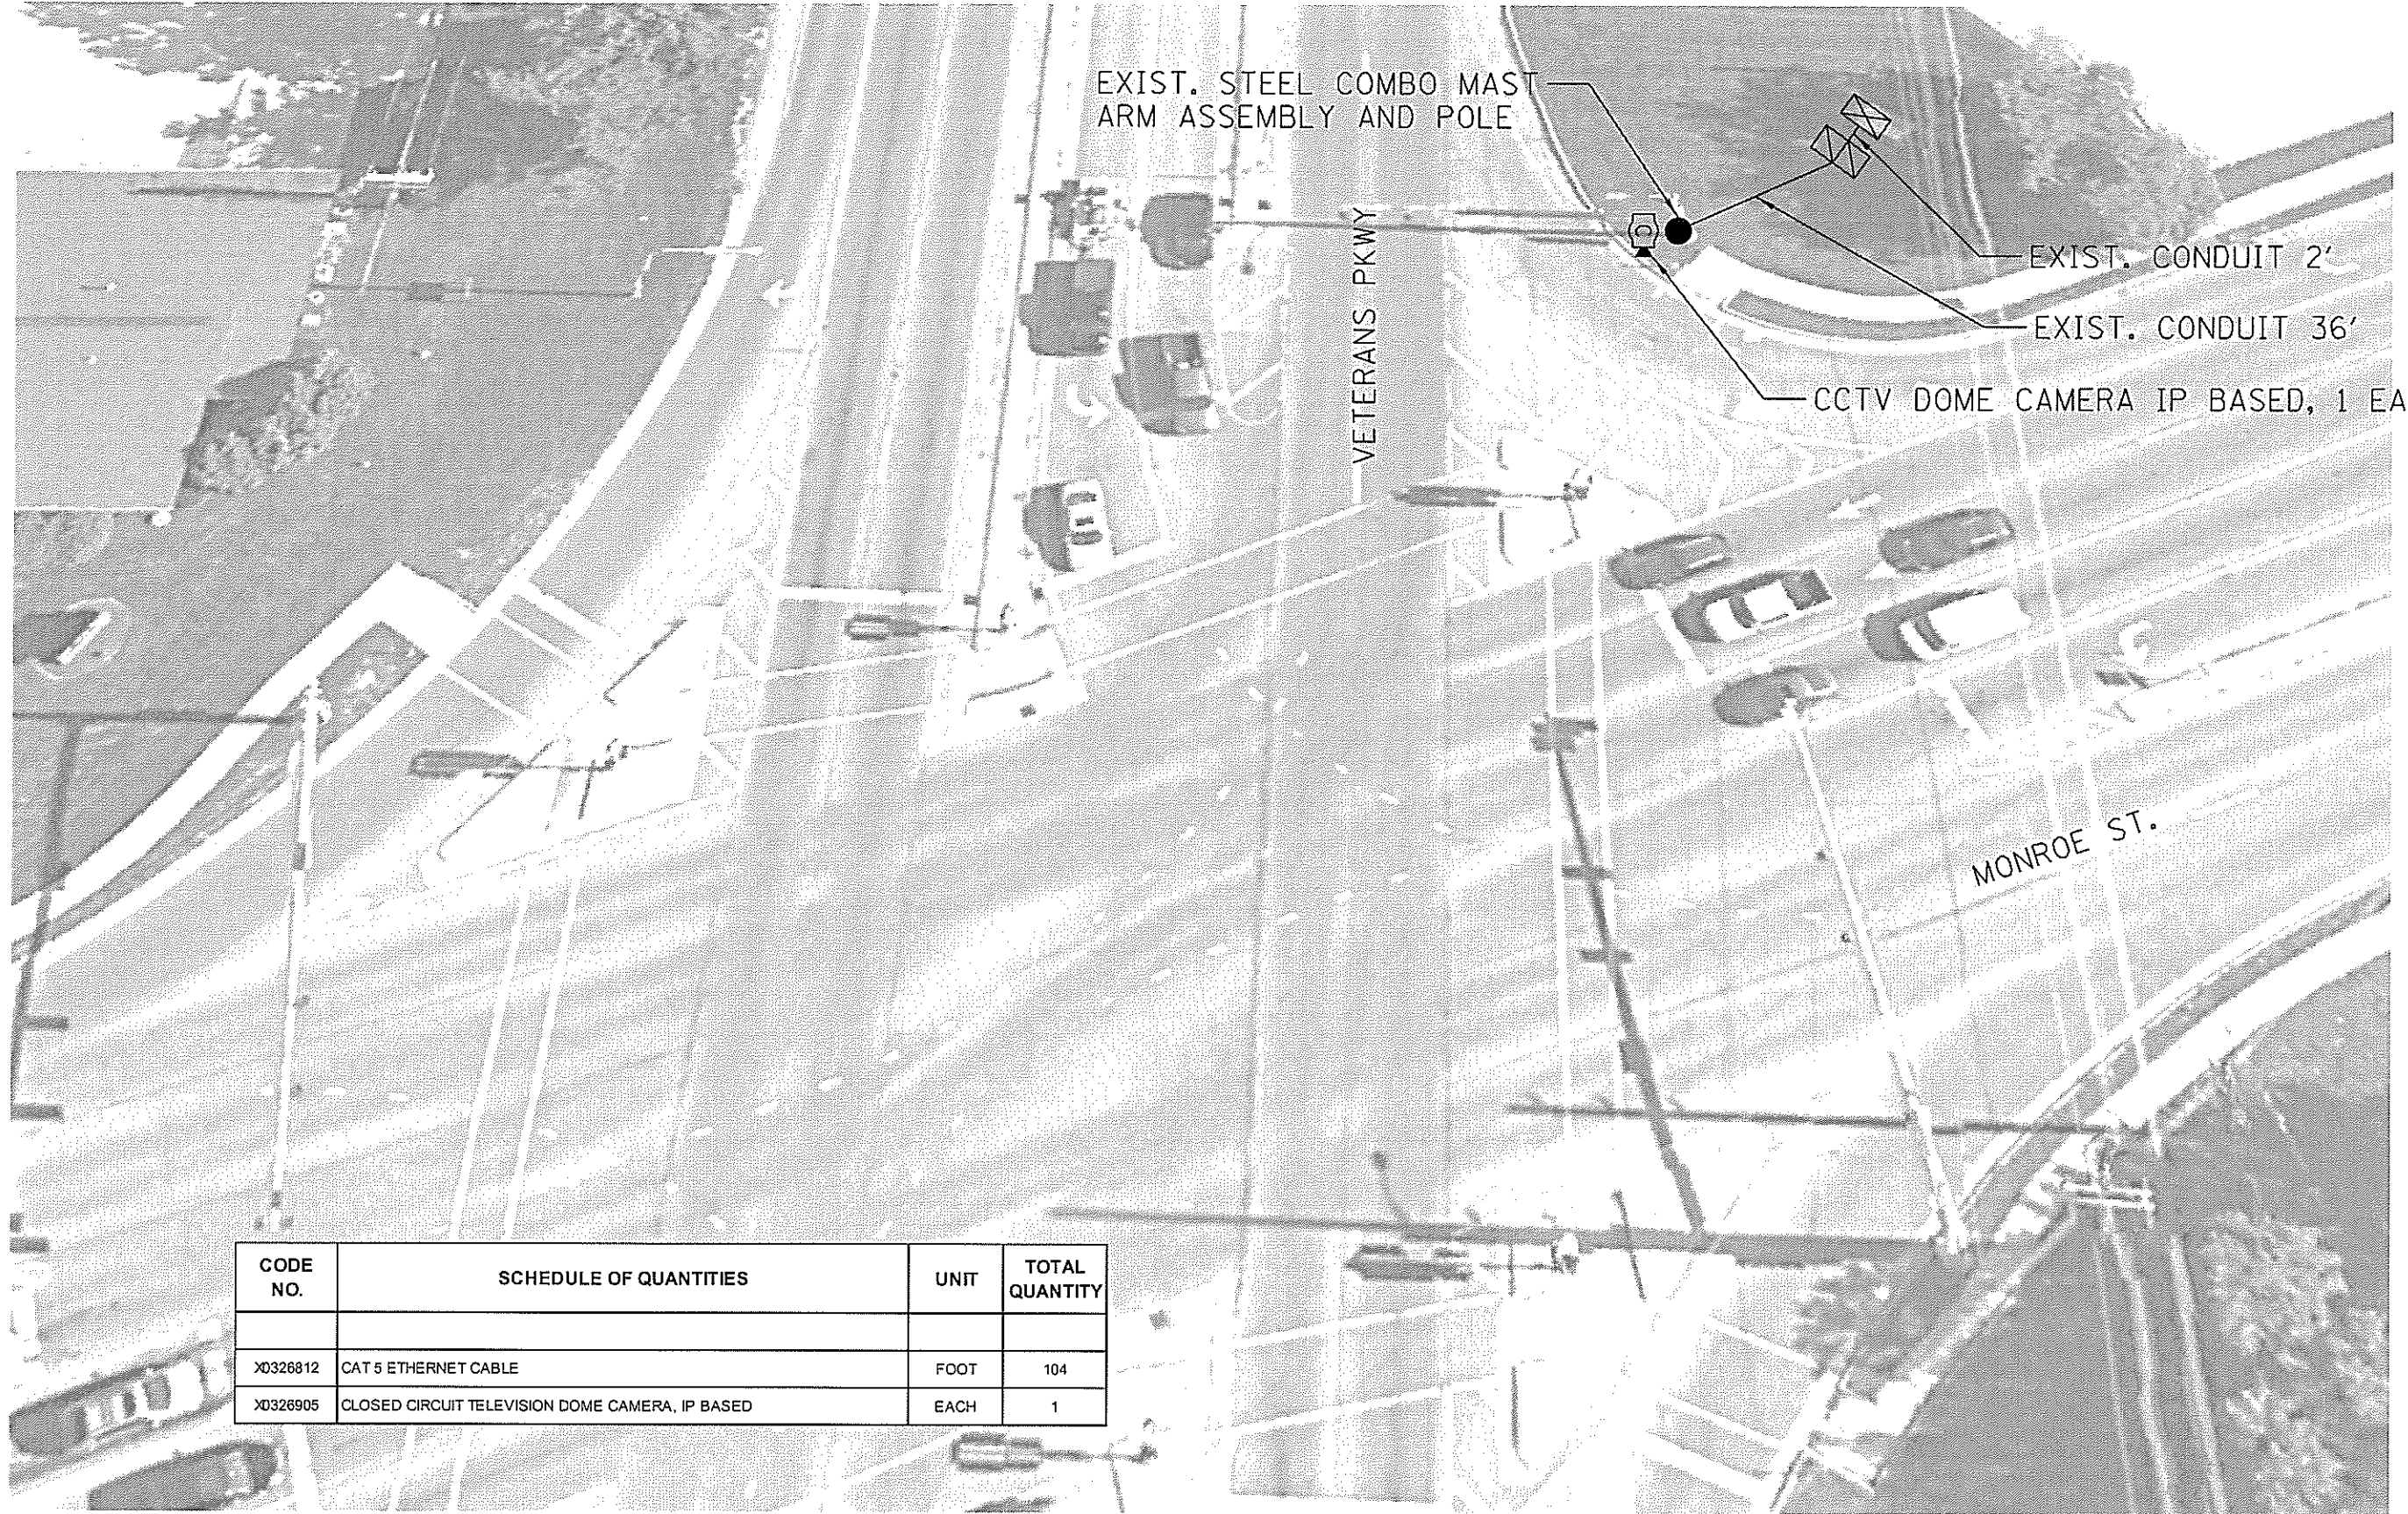 EXIST. STEEL COMBO MAST
ARM ASSEMBLY AND POLE
VETERANS PKWY
EXIST. CONDUIT 2'
EXIST. CONDUIT 36'
CCTV DOME CAMERA IP BASED, 1 EA
MONROE ST.
CODE NO. SCHEDULE OF QUANTITIES UNIT TOTAL QUANTITY
X0326812 CAT 5 ETHERNET CABLE FOOT 104
X0326905 CLOSED CIRCUIT TELEVISION DOME CAMERA, IP BASED EACH 1